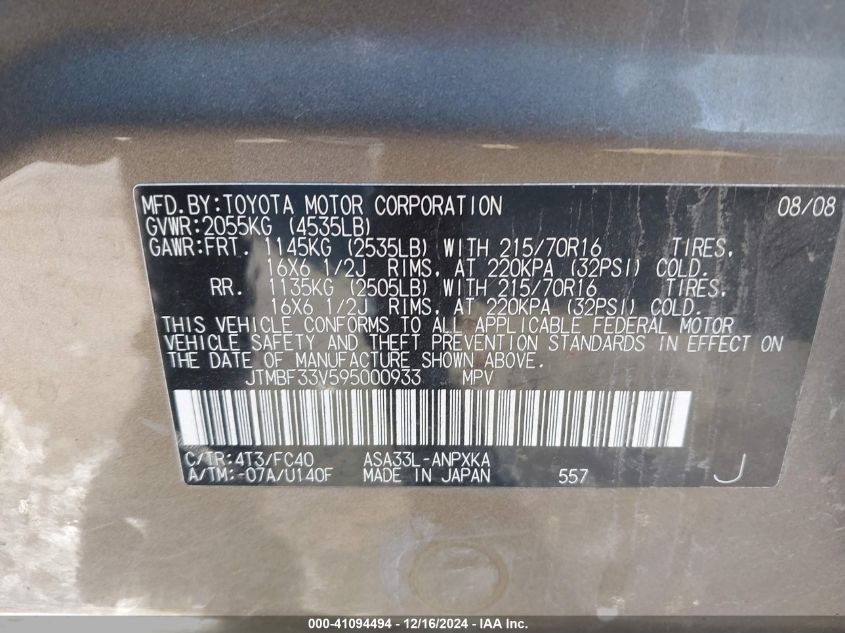 MFD.BY:TOYOTA MOTOR CORPORATION 08/08
GVWR:2055KG (4535LB)
GAWR:FRT. 1145KG (2535LB) WITH 215/70R16 TIRES,
16X6 1/2J RIMS, AT 220KPA (32PSI) COLD.
RR. 1135KG (2505LB) WITH 215/70R16 TIRES,
16X6 1/2J RIMS, AT 220KPA (32PSI) COLD.
THIS VEHICLE CONFORMS TO ALL APPLICABLE FEDERAL MOTOR
VEHICLE SAFETY AND THEFT PREVENTION STANDARDS IN EFFECT ON
THE DATE OF MANUFACTURE SHOWN ABOVE.
JTMBF33V595000933 MPV
C/TR:4T3/FC40 ASA33L-ANPXKA
A/TM:-07A/U140F MADE IN JAPAN 557 J
000-41094494 - 12/16/2024 - IAA Inc.